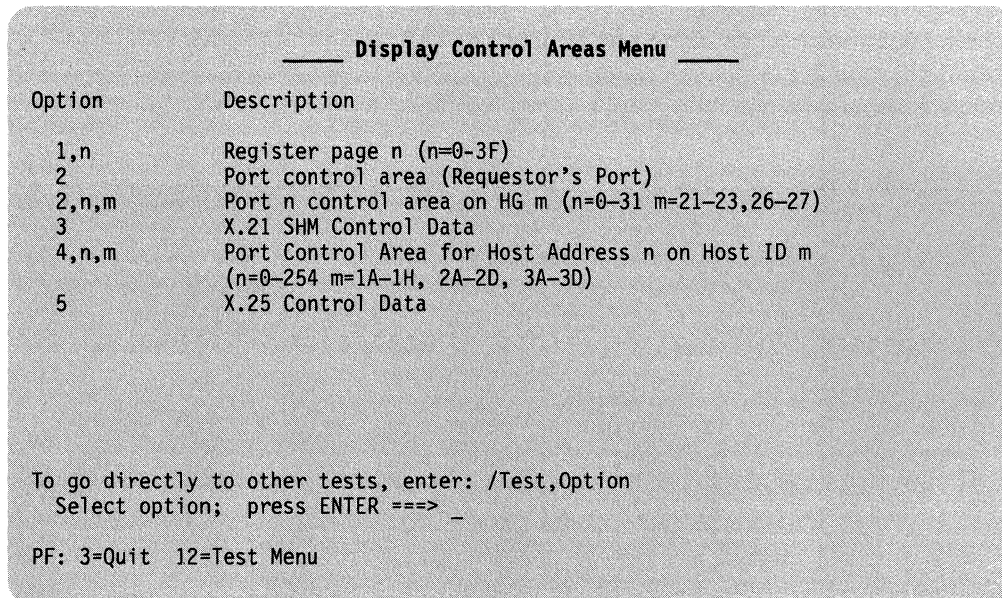 _____ Display Control Areas Menu _____
Option Description
1,n Register page n (n=0-3F)
2 Port control area (Requestor's Port)
2,n,m Port n control area on HG m (n=0–31 m=21–23,26–27)
3 X.21 SHM Control Data
4,n,m Port Control Area for Host Address n on Host ID m
(n=0–254 m=1A–1H, 2A–2D, 3A–3D)
5 X.25 Control Data
To go directly to other tests, enter: /Test,Option
Select option; press ENTER ===> _
PF: 3=Quit 12=Test Menu